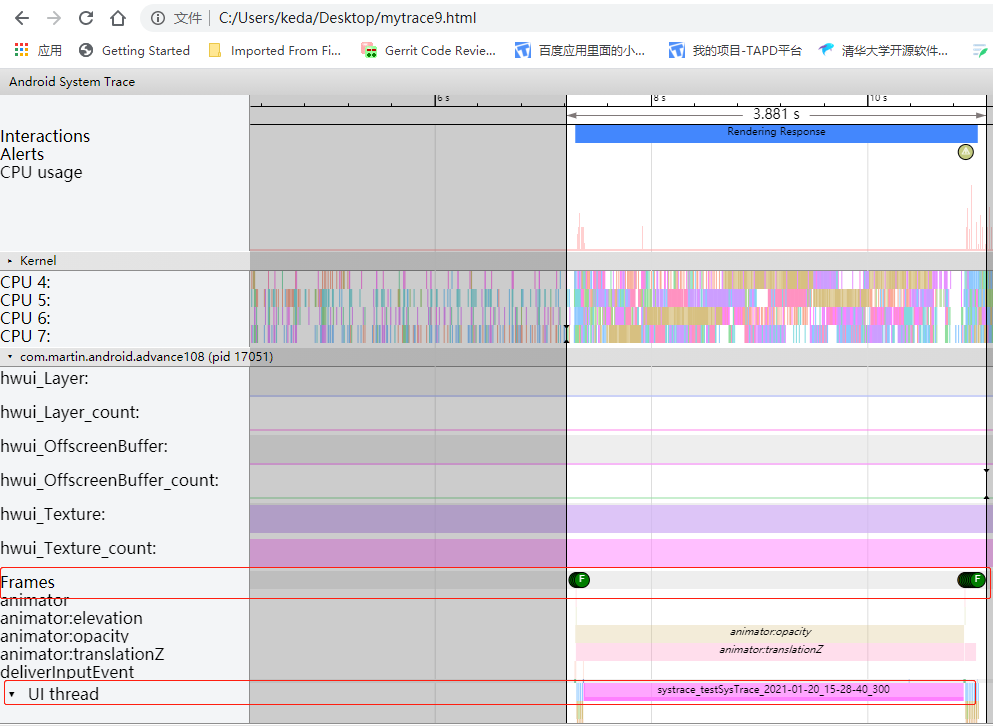 文件 C:/Users/keda/Desktop/mytrace9.html
应用 Getting Started Imported From Fi... Gerrit Code Revie... 百度应用里面的小... 我的项目-TAPD平台 清华大学开源软件...
Android System Trace
6 s 8 s 10 s
3.881 s
Interactions Rendering Response
Alerts
CPU usage
Kernel
CPU 4:
CPU 5:
CPU 6:
CPU 7:
com.martin.android.advance108 (pid 17051)
hwui_Layer:
hwui_Layer_count:
hwui_OffscreenBuffer:
hwui_OffscreenBuffer_count:
hwui_Texture:
hwui_Texture_count:
Frames F F
animator
animator:elevation
animator:opacity animator:opacity
animator:translationZ animator:translationZ
deliverInputEvent
UI thread systrace_testSysTrace_2021-01-20_15-28-40_300